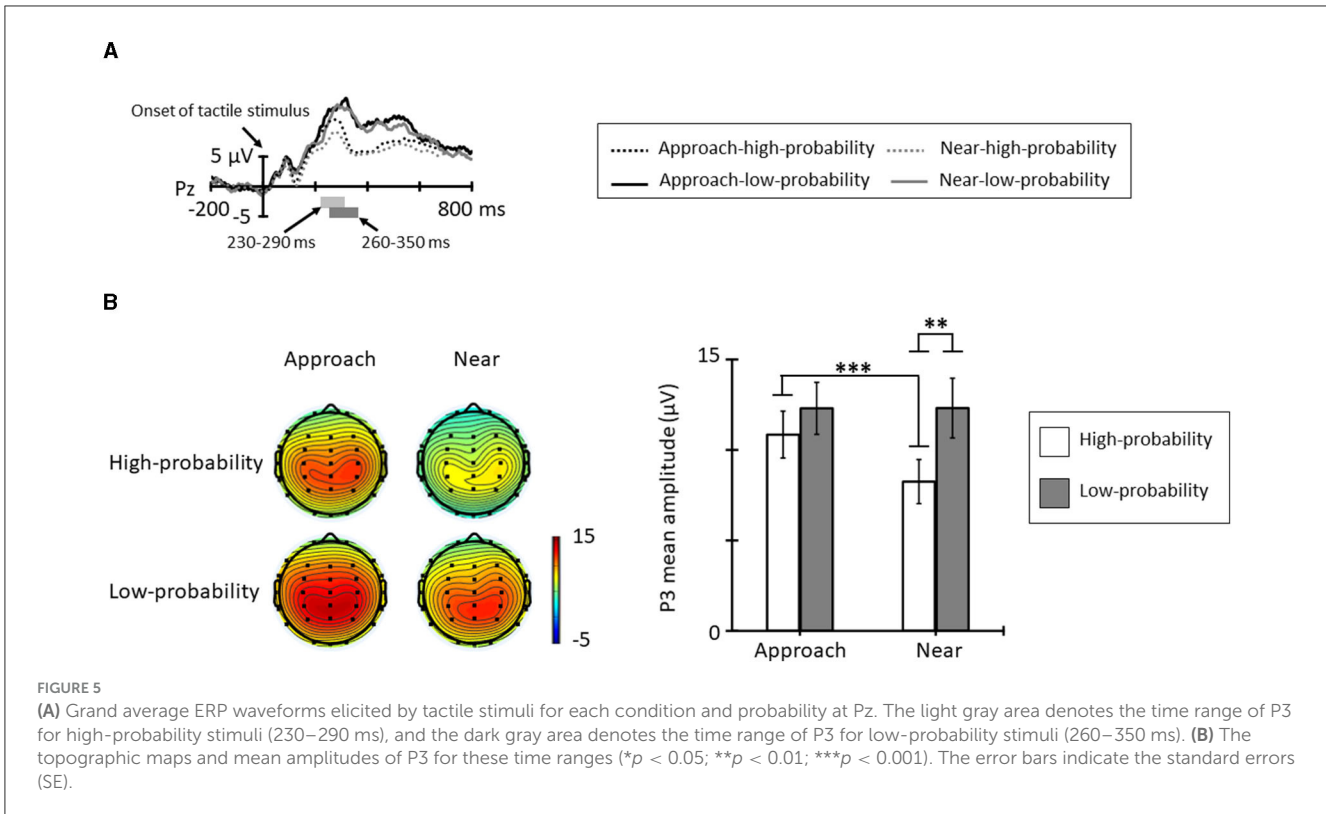 A
Onset of tactile stimulus
5 µV
Pz
-200
-5
800 ms
230-290 ms
260-350 ms
Approach-high-probability
Near-high-probability
Approach-low-probability
Near-low-probability
B
Approach
Near
High-probability
Low-probability
15
-5
P3 mean amplitude (µV)
15
0
***
**
Approach
Near
High-probability
Low-probability
FIGURE 5
(A) Grand average ERP waveforms elicited by tactile stimuli for each condition and probability at Pz. The light gray area denotes the time range of P3
for high-probability stimuli (230–290 ms), and the dark gray area denotes the time range of P3 for low-probability stimuli (260–350 ms). (B) The
topographic maps and mean amplitudes of P3 for these time ranges (*p < 0.05; **p < 0.01; ***p < 0.001). The error bars indicate the standard errors
(SE).